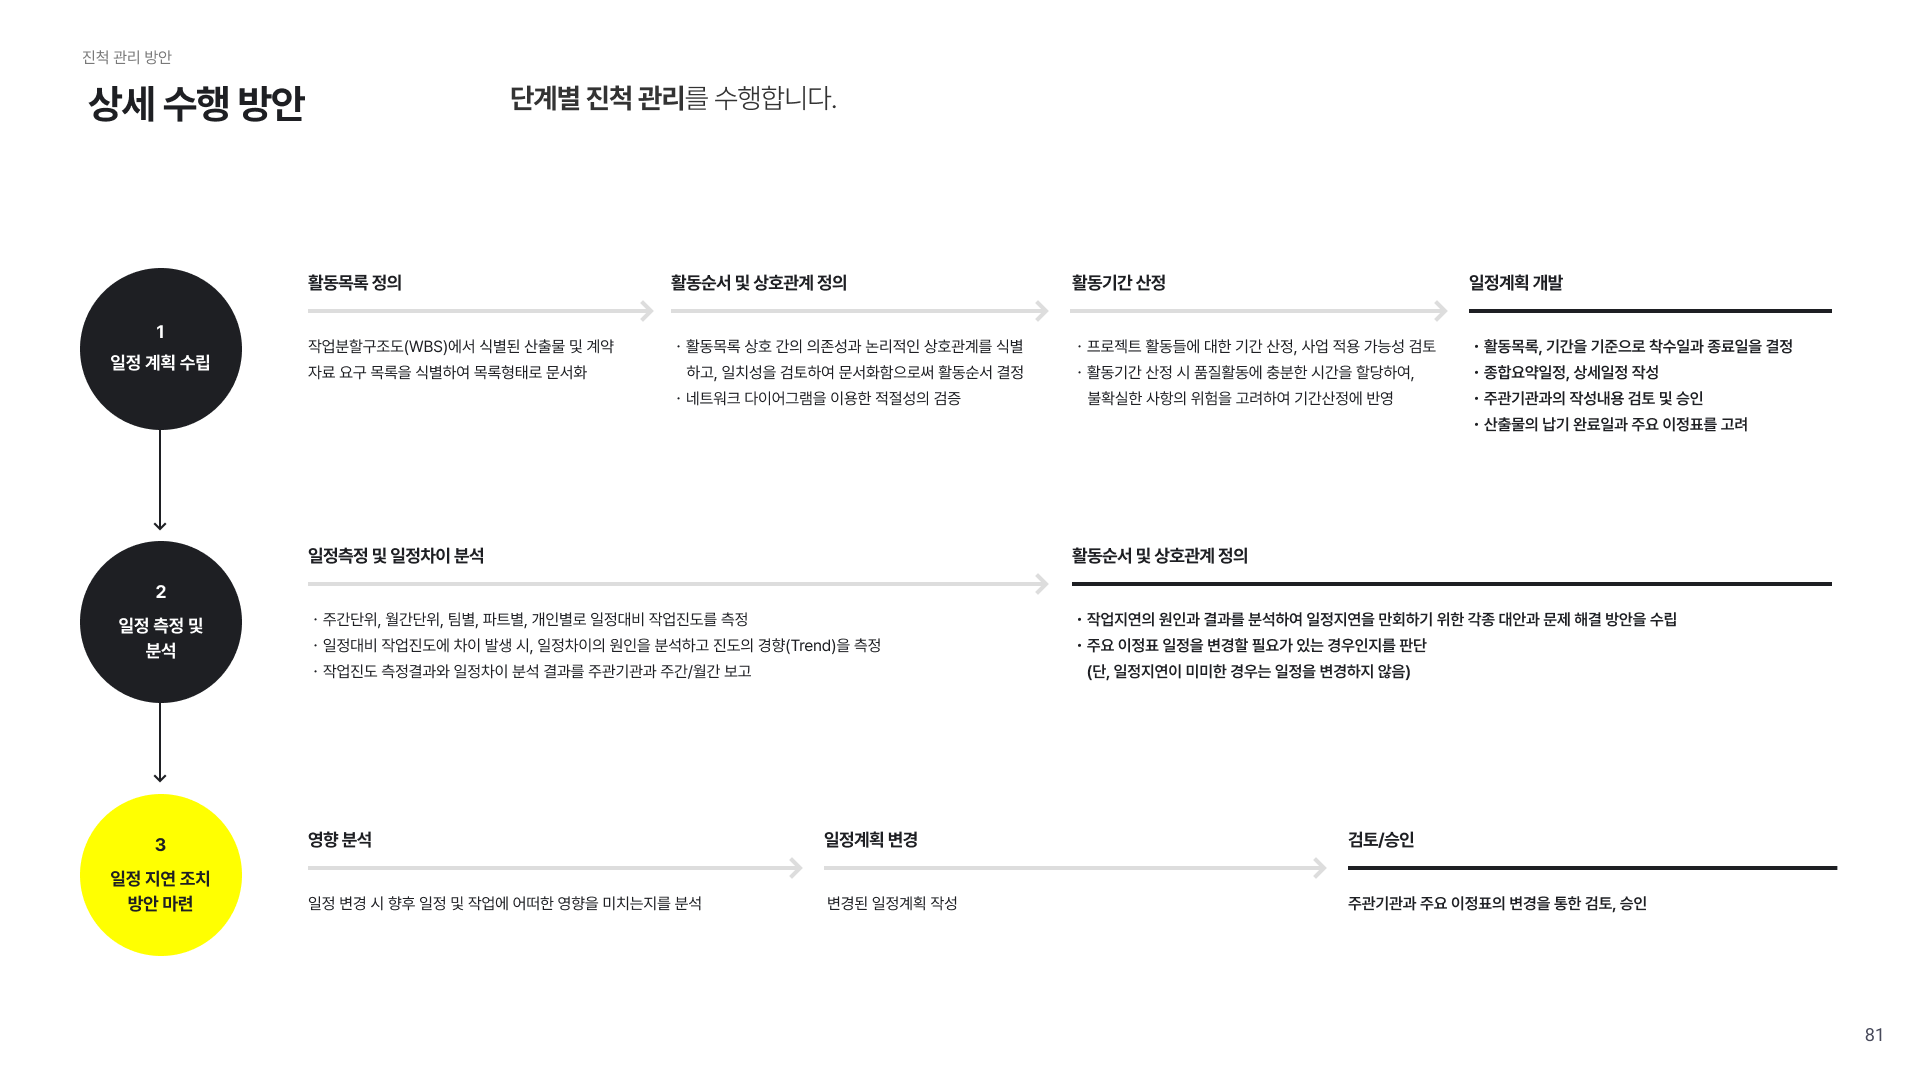 진척 관리 방안
상세 수행 방안
단계별 진척 관리를 수행합니다.
1
일정 계획 수립
활동목록 정의
작업분할구조도(WBS)에서 식별된 산출물 및 계약
자료 요구 목록을 식별하여 목록형태로 문서화
활동순서 및 상호관계 정의
· 활동목록 상호 간의 의존성과 논리적인 상호관계를 식별
하고, 일치성을 검토하여 문서화함으로써 활동순서 결정
· 네트워크 다이어그램을 이용한 적절성의 검증
활동기간 산정
· 프로젝트 활동들에 대한 기간 산정, 사업 적용 가능성 검토
· 활동기간 산정 시 품질활동에 충분한 시간을 할당하여,
불확실한 사항의 위험을 고려하여 기간산정에 반영
일정계획 개발
· 활동목록, 기간을 기준으로 착수일과 종료일을 결정
· 종합요약일정, 상세일정 작성
· 주관기관과의 작성내용 검토 및 승인
· 산출물의 납기 완료일과 주요 이정표를 고려
2
일정 측정 및
분석
일정측정 및 일정차이 분석
· 주간단위, 월간단위, 팀별, 파트별, 개인별로 일정대비 작업진도를 측정
· 일정대비 작업진도에 차이 발생 시, 일정차이의 원인을 분석하고 진도의 경향(Trend)을 측정
· 작업진도 측정결과와 일정차이 분석 결과를 주관기관과 주간/월간 보고
활동순서 및 상호관계 정의
· 작업지연의 원인과 결과를 분석하여 일정지연을 만회하기 위한 각종 대안과 문제 해결 방안을 수립
· 주요 이정표 일정을 변경할 필요가 있는 경우인지를 판단
(단, 일정지연이 미미한 경우는 일정을 변경하지 않음)
3
일정 지연 조치
방안 마련
영향 분석
일정 변경 시 향후 일정 및 작업에 어떠한 영향을 미치는지를 분석
일정계획 변경
변경된 일정계획 작성
검토/승인
주관기관과 주요 이정표의 변경을 통한 검토, 승인
81